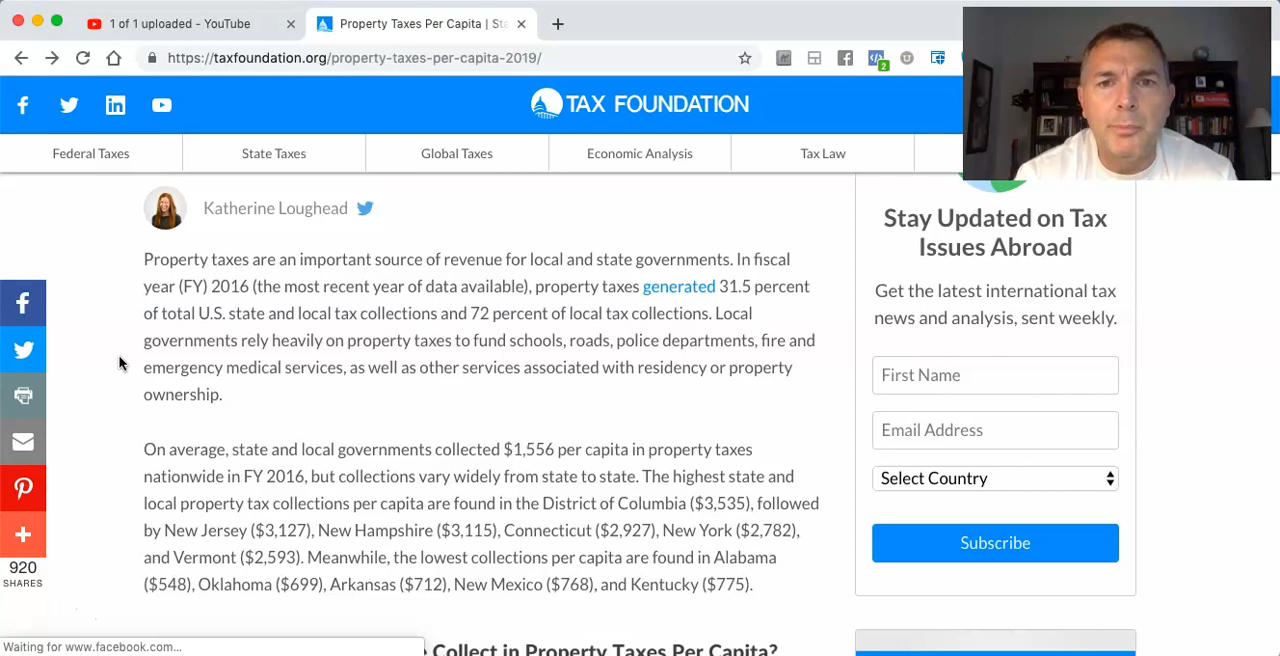 1 of 1 uploaded - YouTube
Property Taxes Per Capita | Sta
https://taxfoundation.org/property-taxes-per-capita-2019/
2
TAX FOUNDATION
Federal Taxes
State Taxes
Global Taxes
Economic Analysis
Tax Law
Katherine Loughead
Property taxes are an important source of revenue for local and state governments. In fiscal
year (FY) 2016 (the most recent year of data available), property taxes generated 31.5 percent
of total U.S. state and local tax collections and 72 percent of local tax collections. Local
governments rely heavily on property taxes to fund schools, roads, police departments, fire and
emergency medical services, as well as other services associated with residency or property
ownership.
On average, state and local governments collected $1,556 per capita in property taxes
nationwide in FY 2016, but collections vary widely from state to state. The highest state and
local property tax collections per capita are found in the District of Columbia ($3,535), followed
by New Jersey ($3,127), New Hampshire ($3,115), Connecticut ($2,927), New York ($2,782),
and Vermont ($2,593). Meanwhile, the lowest collections per capita are found in Alabama
($548), Oklahoma ($699), Arkansas ($712), New Mexico ($768), and Kentucky ($775).
Collect in Property Taxes Per Capita?
Stay Updated on Tax
Issues Abroad
Get the latest international tax
news and analysis, sent weekly.
First Name
Email Address
Select Country
Subscribe
920
SHARES
Waiting for www.facebook.com...